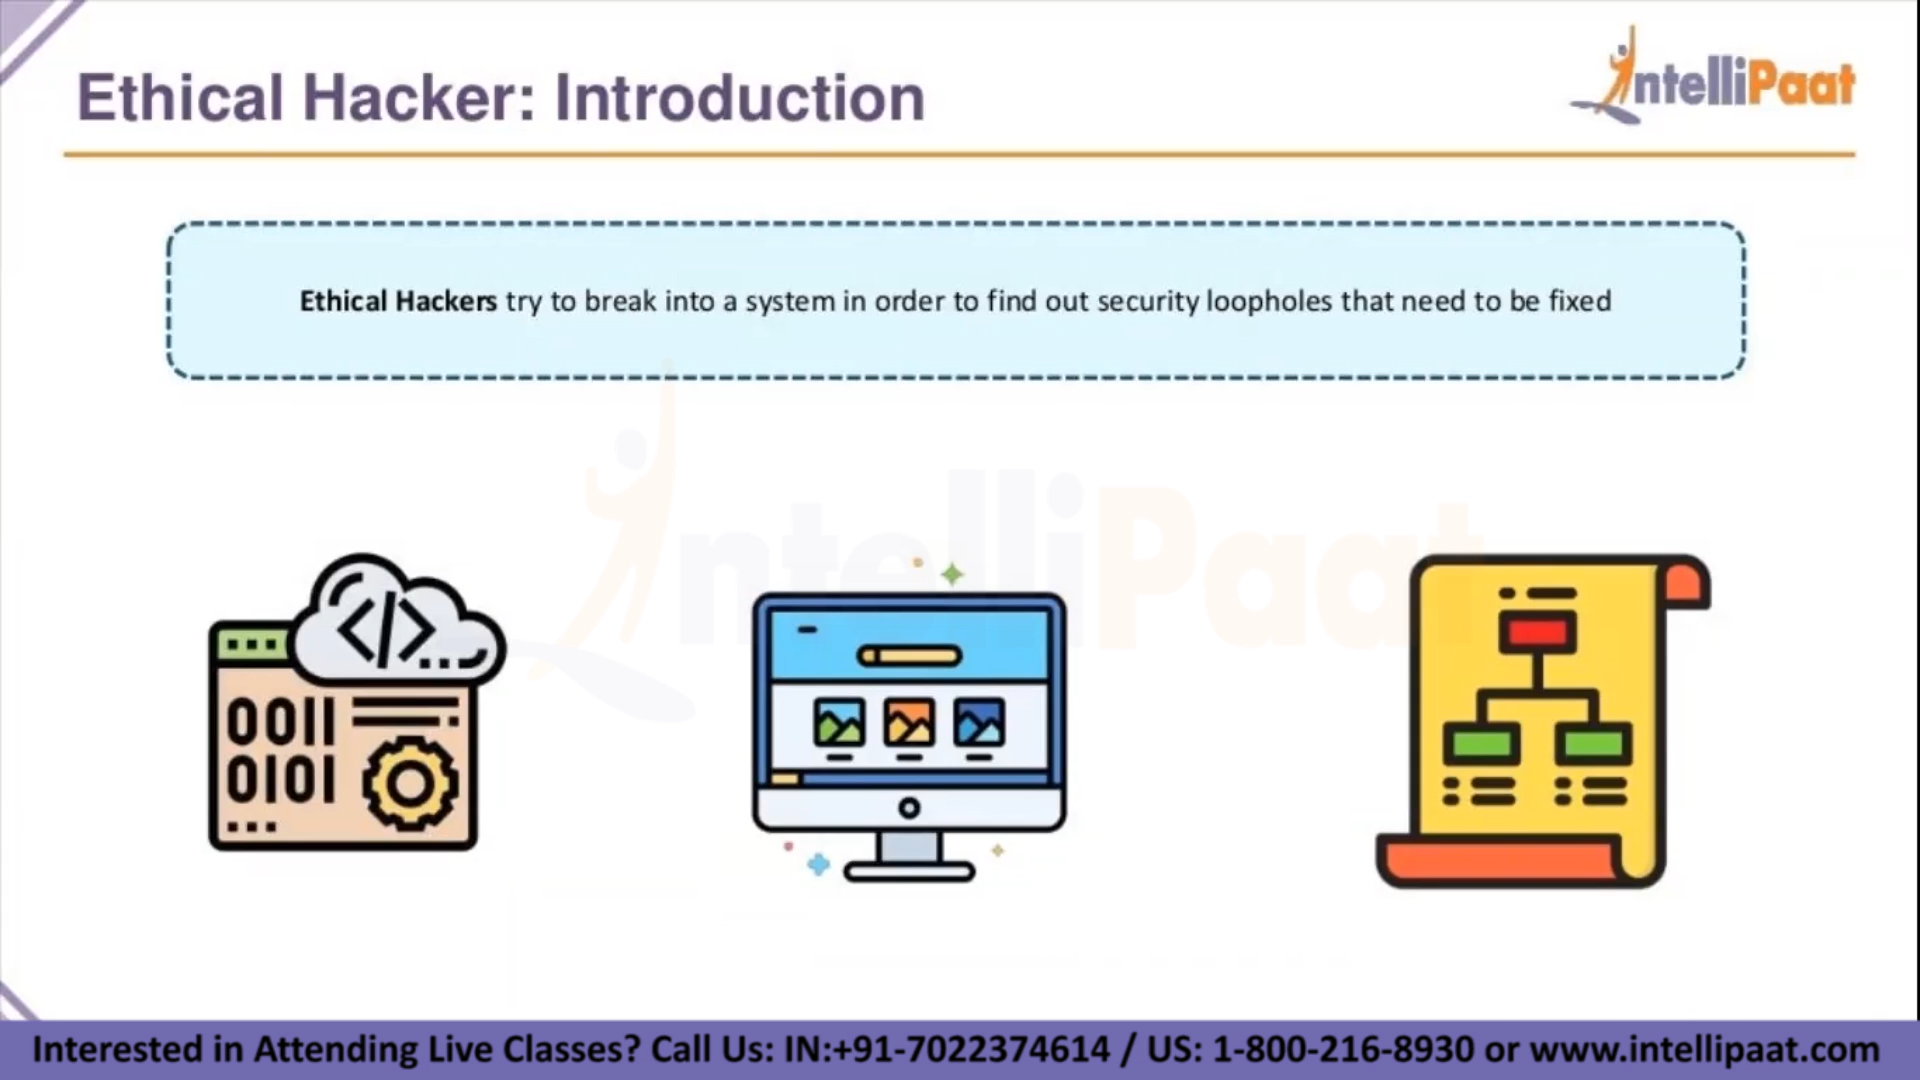 Ethical Hacker: Introduction
IntelliPaat
Ethical Hackers try to break into a system in order to find out security loopholes that need to be fixed
IntelliPaat
</>
0011
0101
Interested in Attending Live Classes? Call Us: IN:+91-7022374614 / US: 1-800-216-8930 or www.intellipaat.com